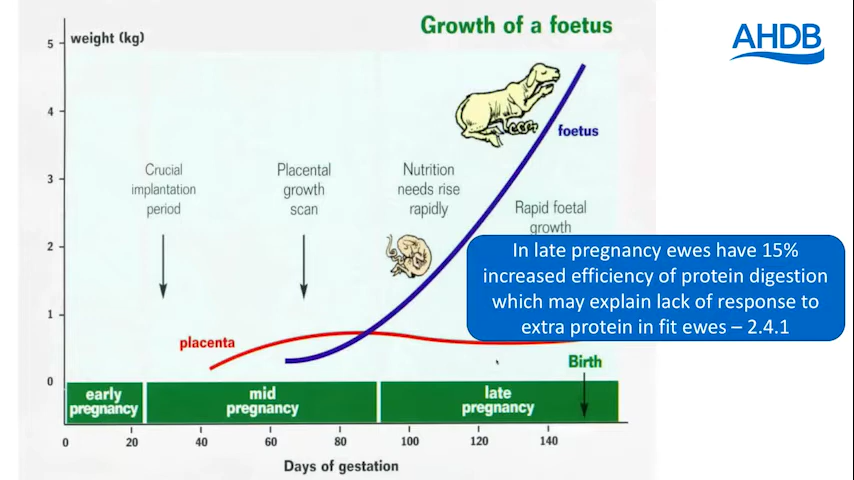 Growth of a foetus
AHDB
weight (kg)
5
4
3
2
1
0
foetus
Crucial
implantation
period
Placental
growth
scan
Nutrition
needs rise
rapidly
Rapid foetal
growth
In late pregnancy ewes have 15%
increased efficiency of protein digestion
which may explain lack of response to
extra protein in fit ewes – 2.4.1
placenta
Birth
early
pregnancy
mid
pregnancy
late
pregnancy
0 20 40 60 80 100 120 140
Days of gestation